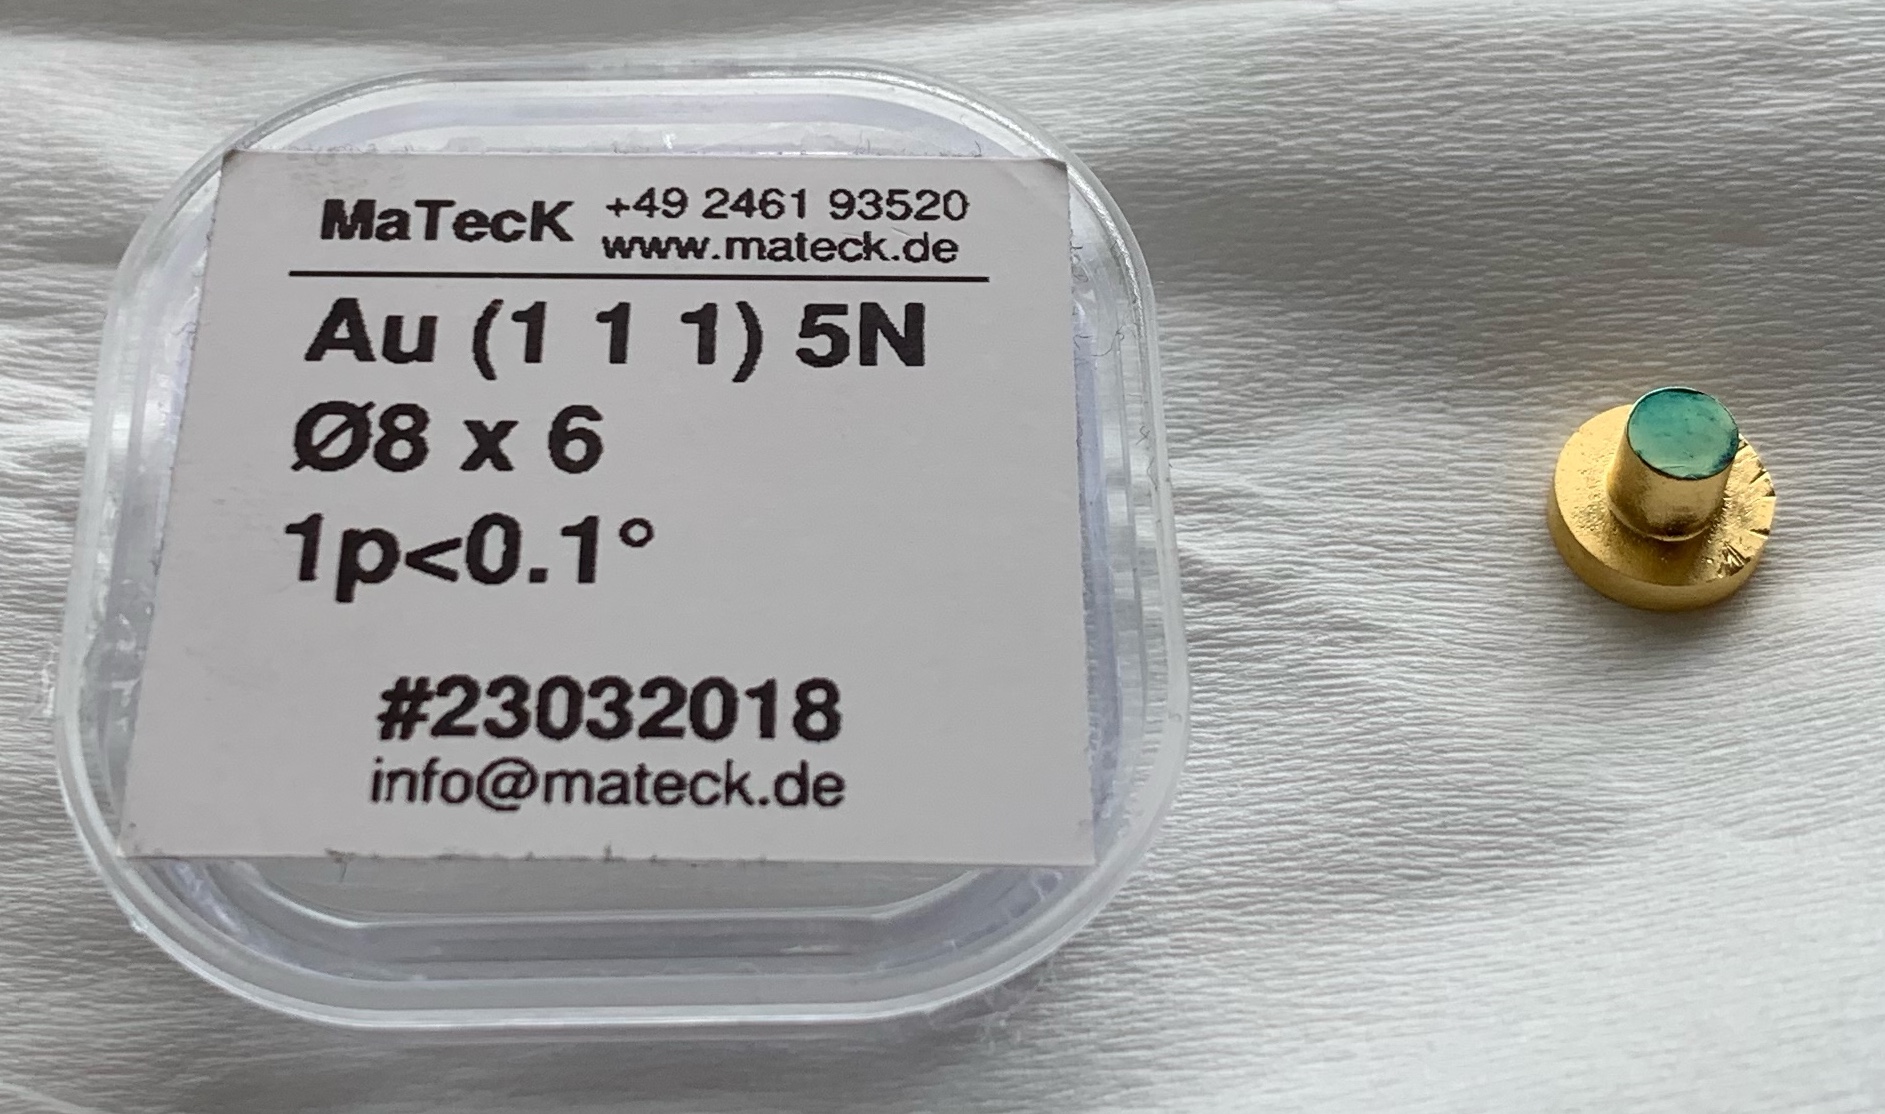 MaTecK +49 2461 93520
www.mateck.de
Au (1 1 1) 5N
Ø8 x 6
1p<0.1°
#23032018
info@mateck.de